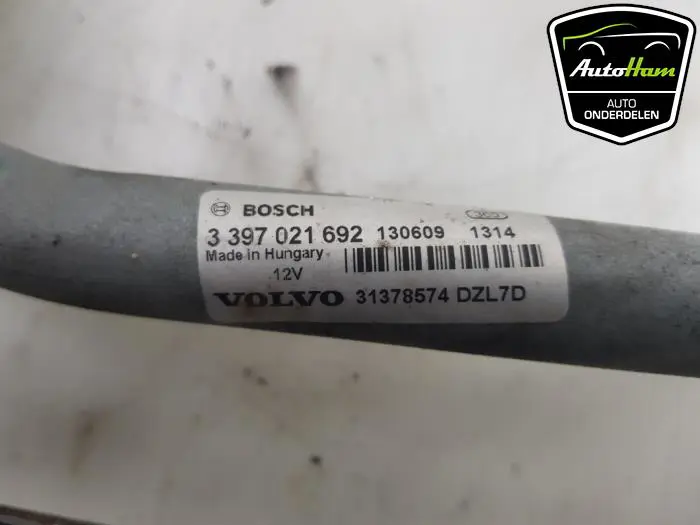 AutoHam
AUTO
ONDERDELEN
BOSCH
3 397 021 692 130609 1314
Made in Hungary
12V
VOLVO 31378574 DZL7D